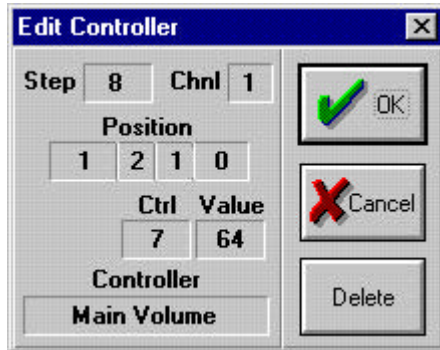 Edit Controller
Step 8 Chnl 1
Position
1 2 1 0
Ctrl Value
7 64
Controller
Main Volume
OK
Cancel
Delete